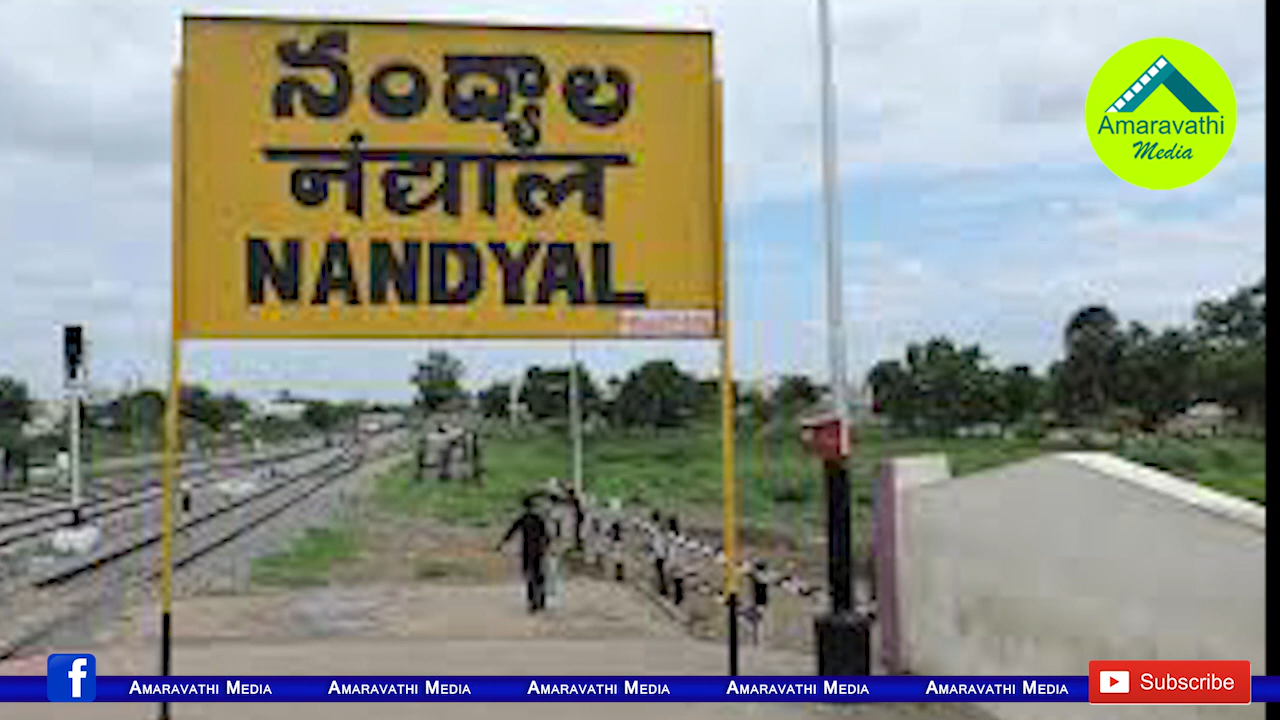 నంద్యాల
नंद्याल
NANDYAL
Amaravathi
Media
f
AMARAVATHI MEDIA AMARAVATHI MEDIA AMARAVATHI MEDIA AMARAVATHI MEDIA AMARAVATHI MEDIA
Subscribe